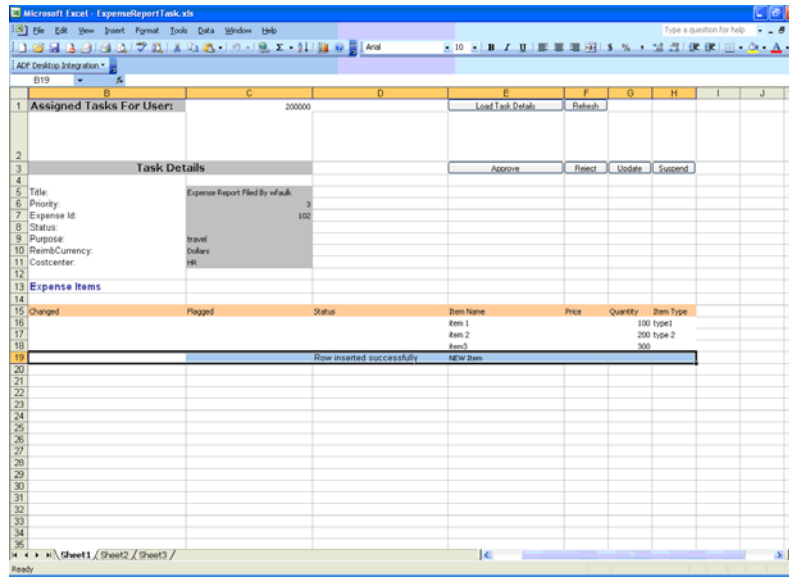 Microsoft Excel - ExpenseReportTask.xls
File Edit View Insert Format Tools Data Window Help Type a question for help
Arial 10 B I U $ % ,
ADF Desktop Integration
B19 fx
B C D E F G H I J
1 Assigned Tasks For User: 200000 Load Task Details Refresh
2
3 Task Details Approve Reject Update Suspend
4
5 Title: Expense Report Filed By wfaulk
6 Priority: 3
7 Expense Id: 102
8 Status:
9 Purpose: travel
10 ReimbCurrency: Dollars
11 Costcenter: HR
12
13 Expense Items
14
15 Changed Flagged Status Item Name Price Quantity Item Type
16 item 1 100 type1
17 item 2 200 type 2
18 item3 300
19 Row inserted successfully NEW Item
20
21
22
23
24
25
26
27
28
29
30
31
32
33
34
35
Sheet1 / Sheet2 / Sheet3 /
Ready